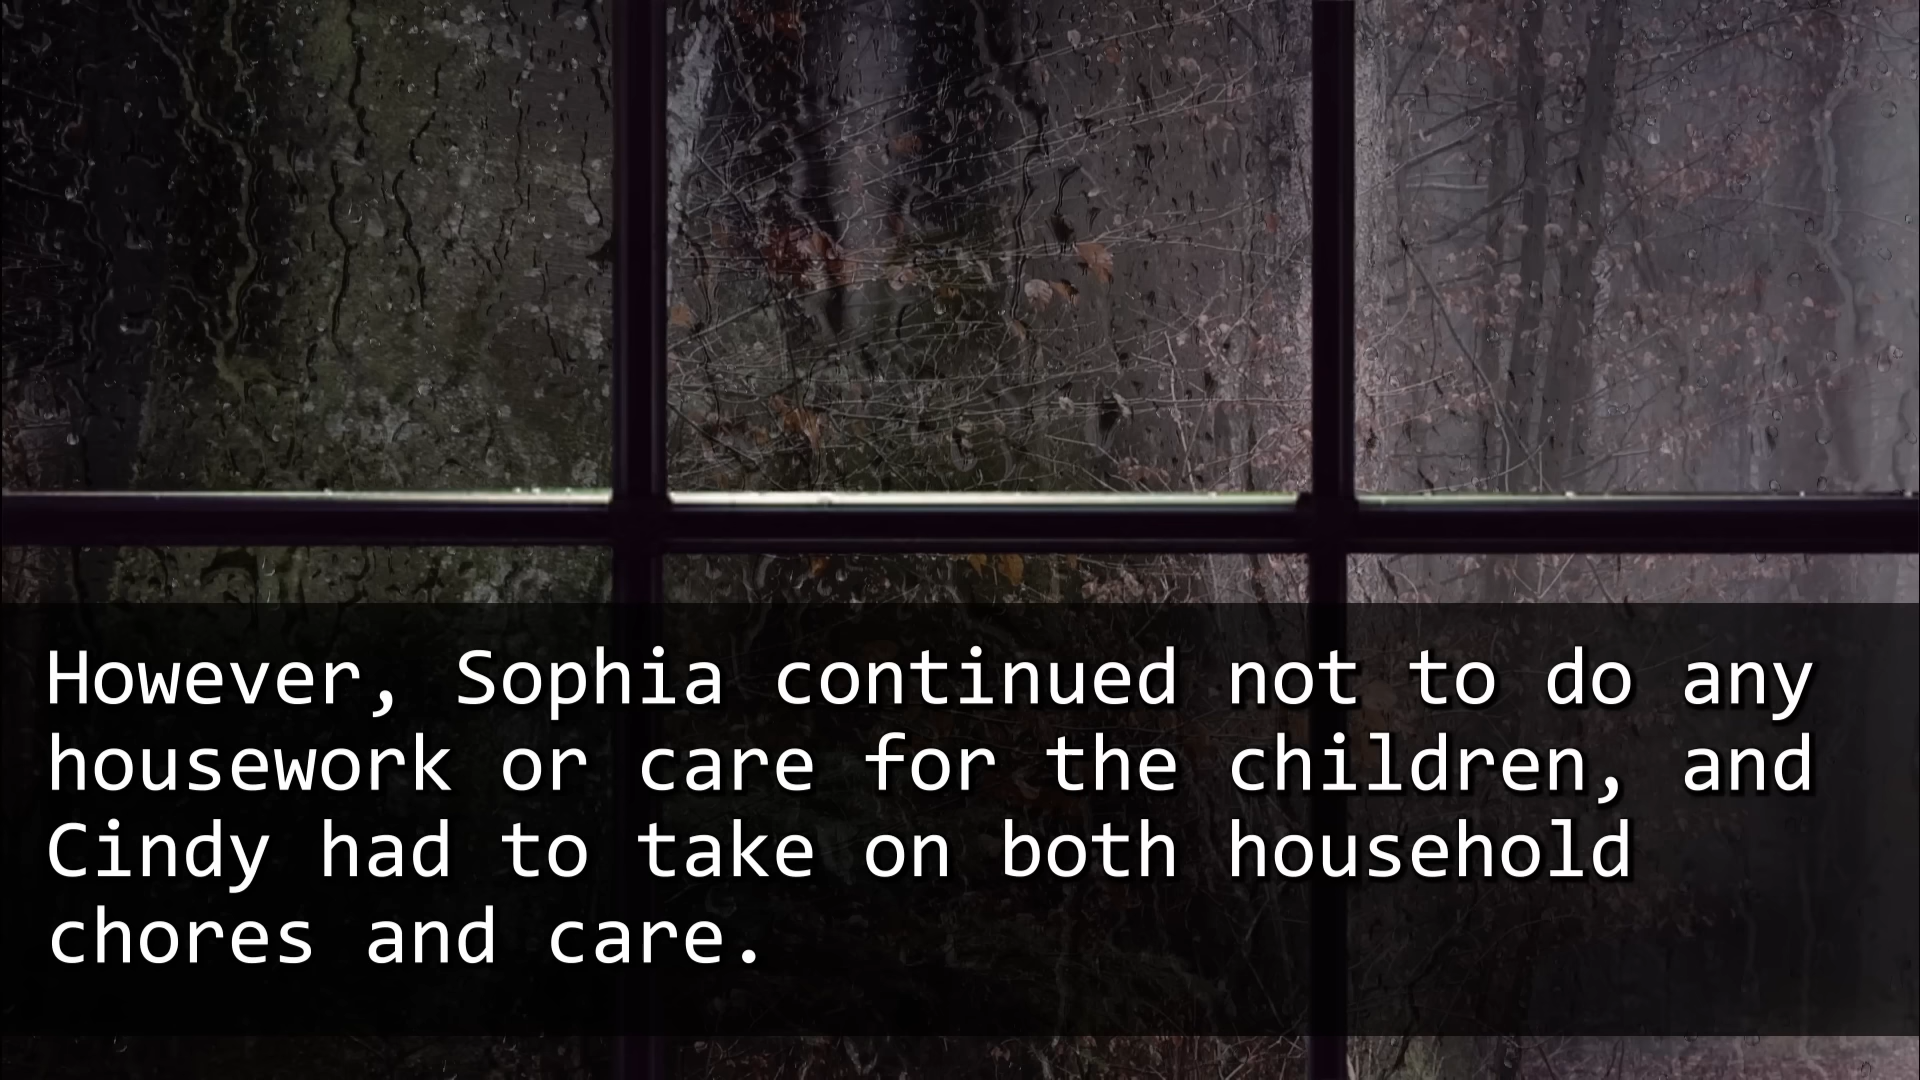 However, Sophia continued not to do any
housework or care for the children, and
Cindy had to take on both household
chores and care.